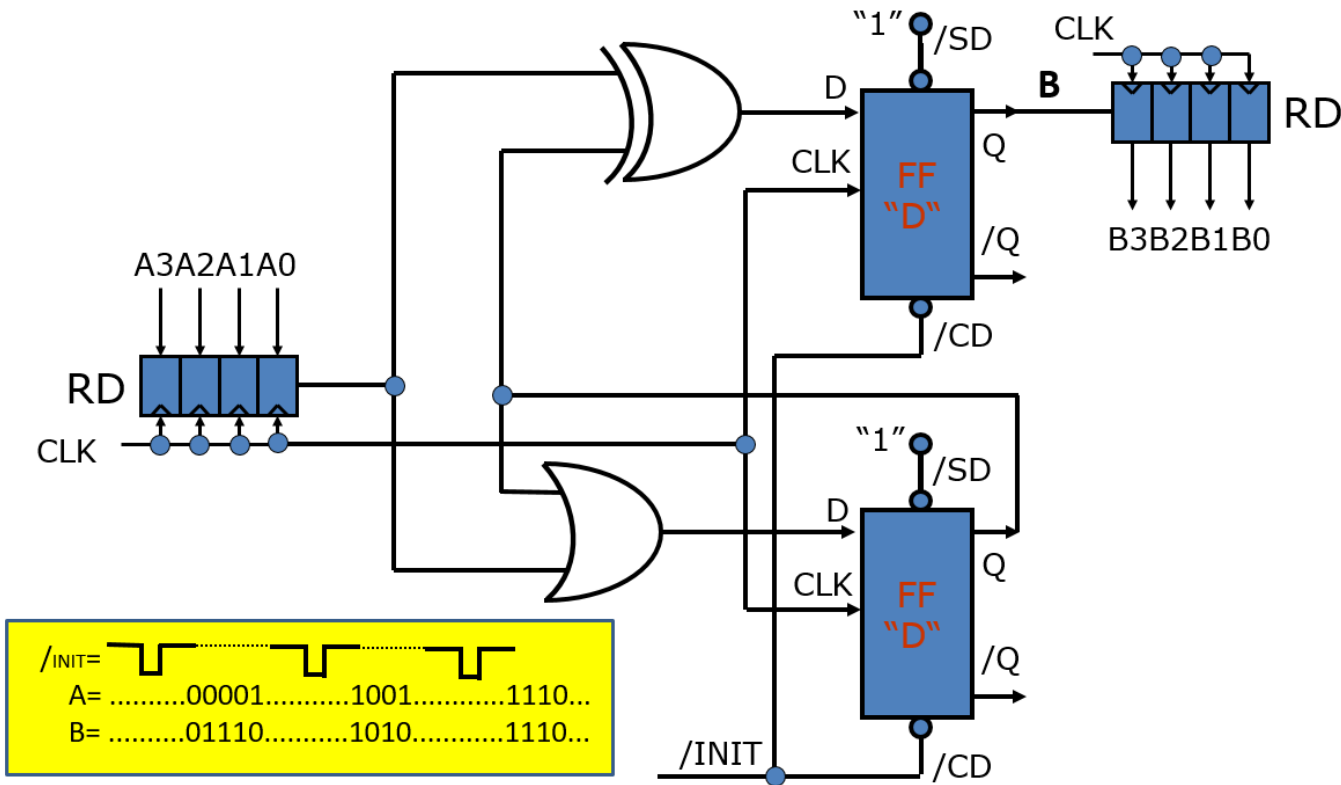 "1"
/SD
CLK
D
B
RD
Q
CLK
FF
"D"
/Q
B3B2B1B0
A3A2A1A0
/CD
RD
CLK
"1"
/SD
D
Q
CLK
FF
"D"
/Q
/INIT
/CD
/INIT=
A= ..........00001...........1001............1110...
B= ..........01110...........1010............1110...